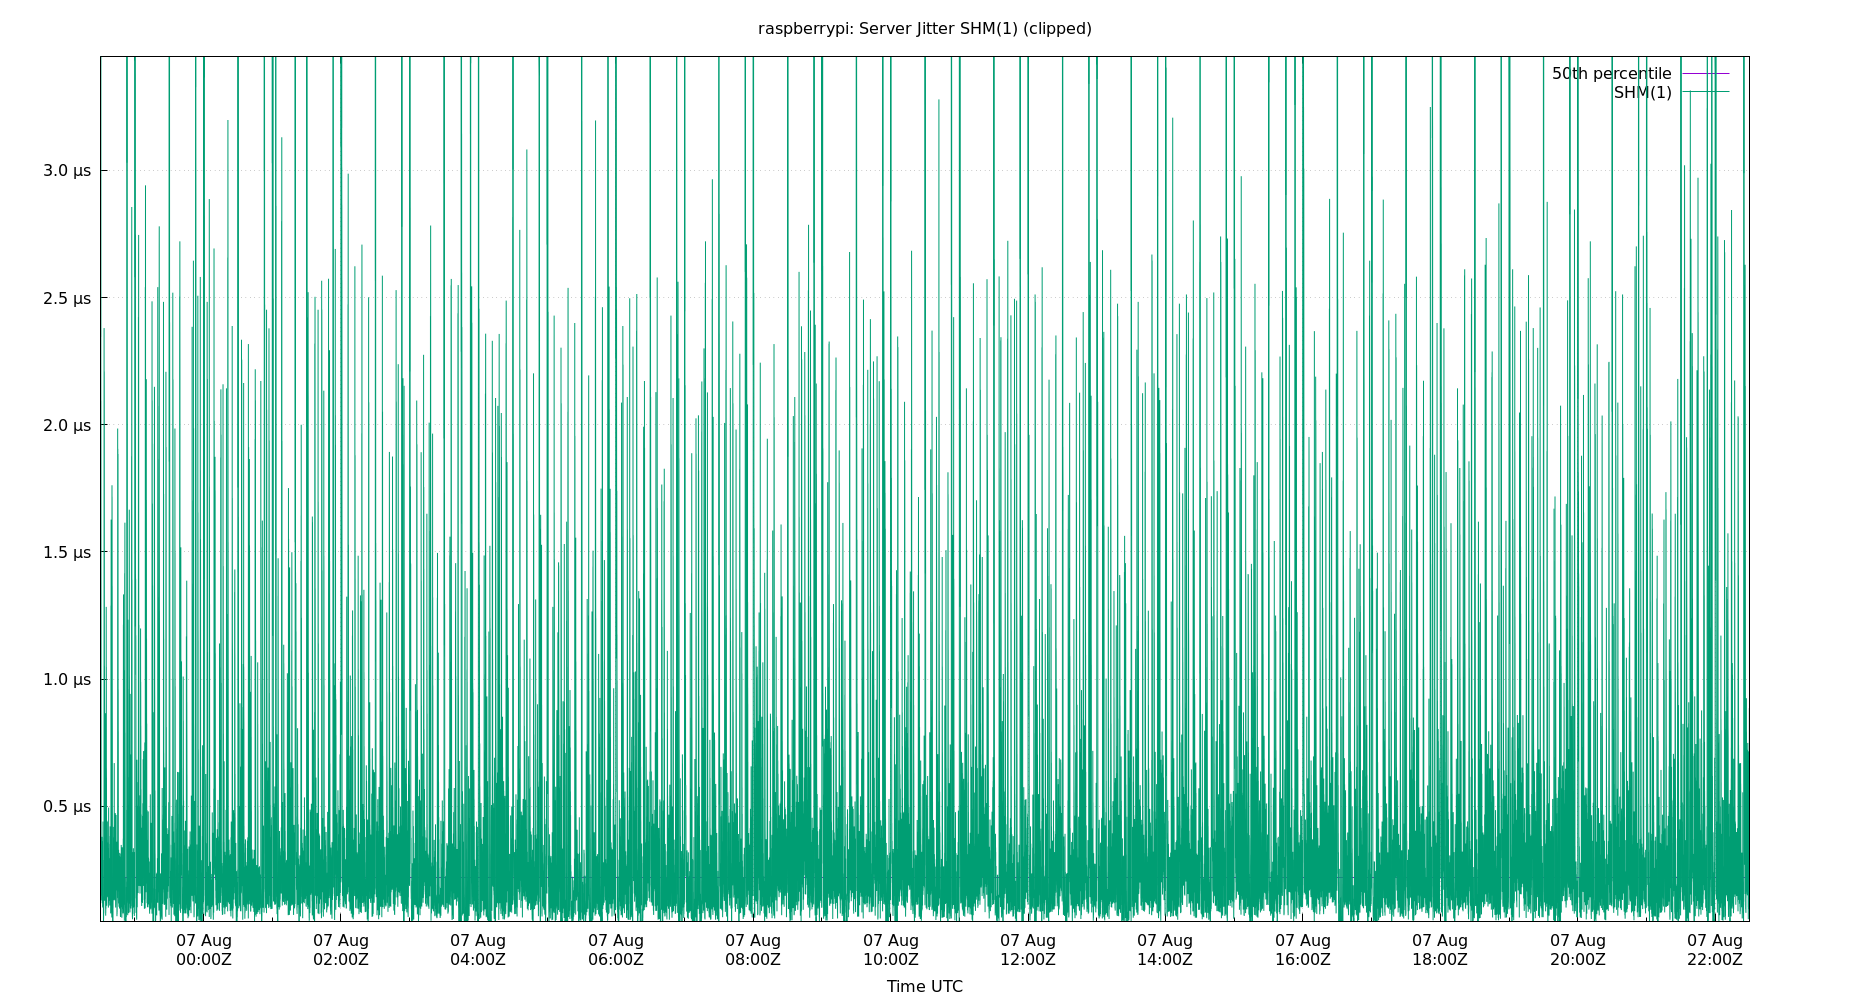 raspberrypi: Server Jitter SHM(1) (clipped)
50th percentile
SHM(1)
3.0 µs
2.5 µs
2.0 µs
1.5 µs
1.0 µs
0.5 µs
07 Aug 07 Aug 07 Aug 07 Aug 07 Aug 07 Aug 07 Aug 07 Aug 07 Aug 07 Aug 07 Aug 07 Aug
00:00Z 02:00Z 04:00Z 06:00Z 08:00Z 10:00Z 12:00Z 14:00Z 16:00Z 18:00Z 20:00Z 22:00Z
Time UTC